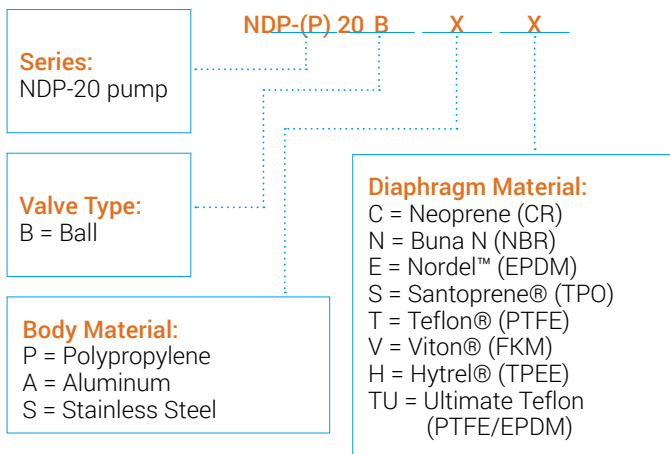 NDP-(P) 20 B X X
Series:
NDP-20 pump
Valve Type:
B = Ball
Body Material:
P = Polypropylene
A = Aluminum
S = Stainless Steel
Diaphragm Material:
C = Neoprene (CR)
N = Buna N (NBR)
E = Nordel™ (EPDM)
S = Santoprene® (TPO)
T = Teflon® (PTFE)
V = Viton® (FKM)
H = Hytrel® (TPEE)
TU = Ultimate Teflon
(PTFE/EPDM)